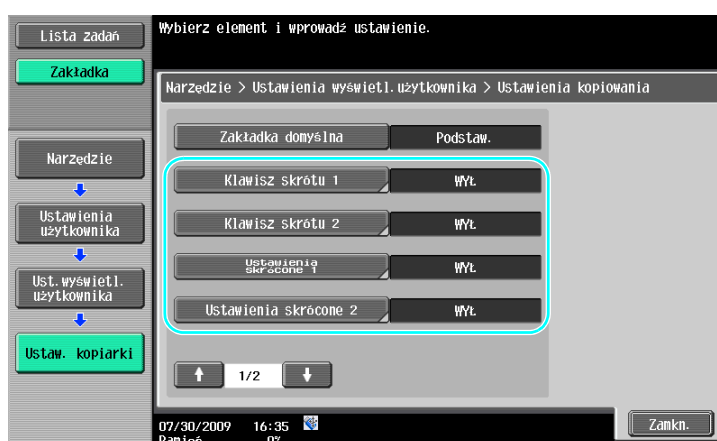 Lista zadań
Zakładka
Narzędzie
Ustawienia
użytkownika
Ust.wyświetl.
użytkownika
Ustaw. kopiarki
Wybierz element i wprowadź ustawienie.
Narzędzie > Ustawienia wyświetl.użytkownika > Ustawienia kopiowania
Zakładka domyślna Podstaw.
Klawisz skrótu 1 WYŁ
Klawisz skrótu 2 WYŁ
Ustawienia
skrócone 1 WYŁ
Ustawienia skrócone 2 WYŁ
1/2
07/30/2009 16:35
Pamięć 0%
Zamkn.